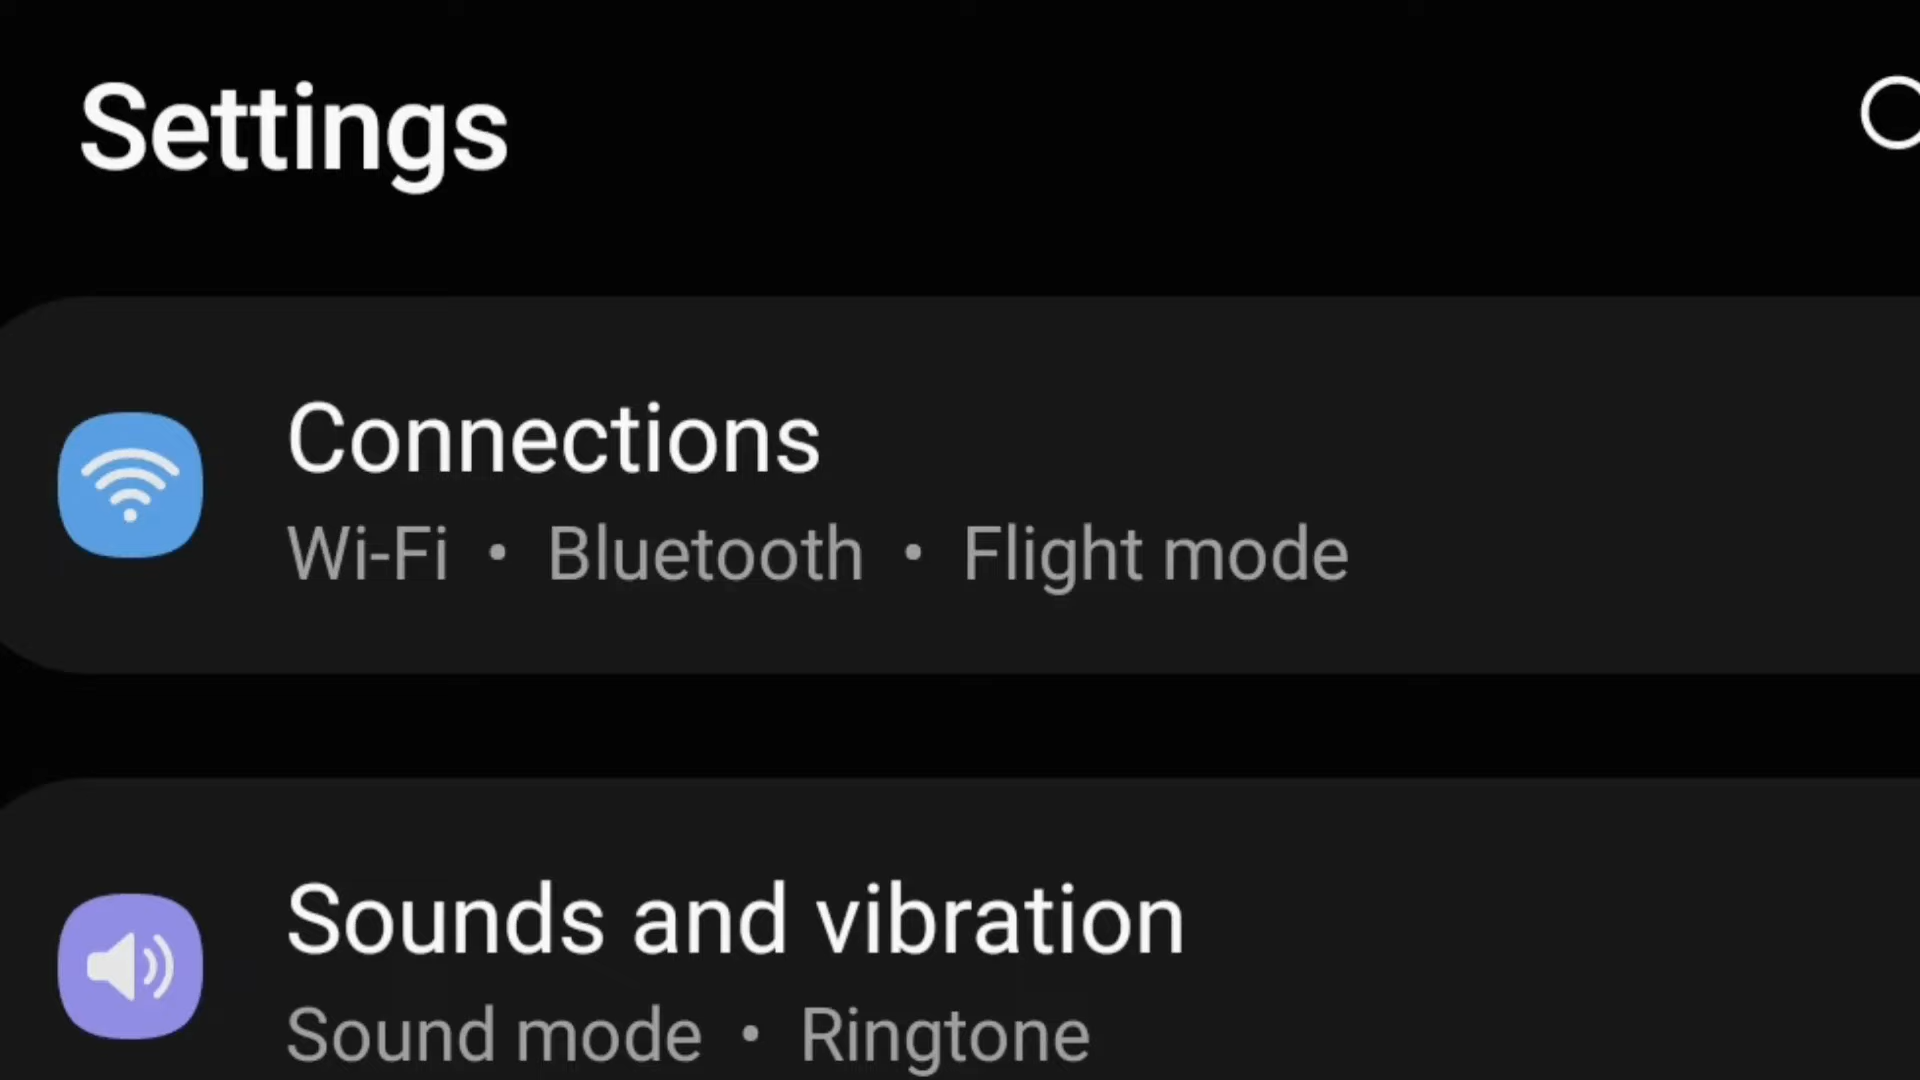 Settings
Connections
Wi-Fi • Bluetooth • Flight mode
Sounds and vibration
Sound mode • Ringtone